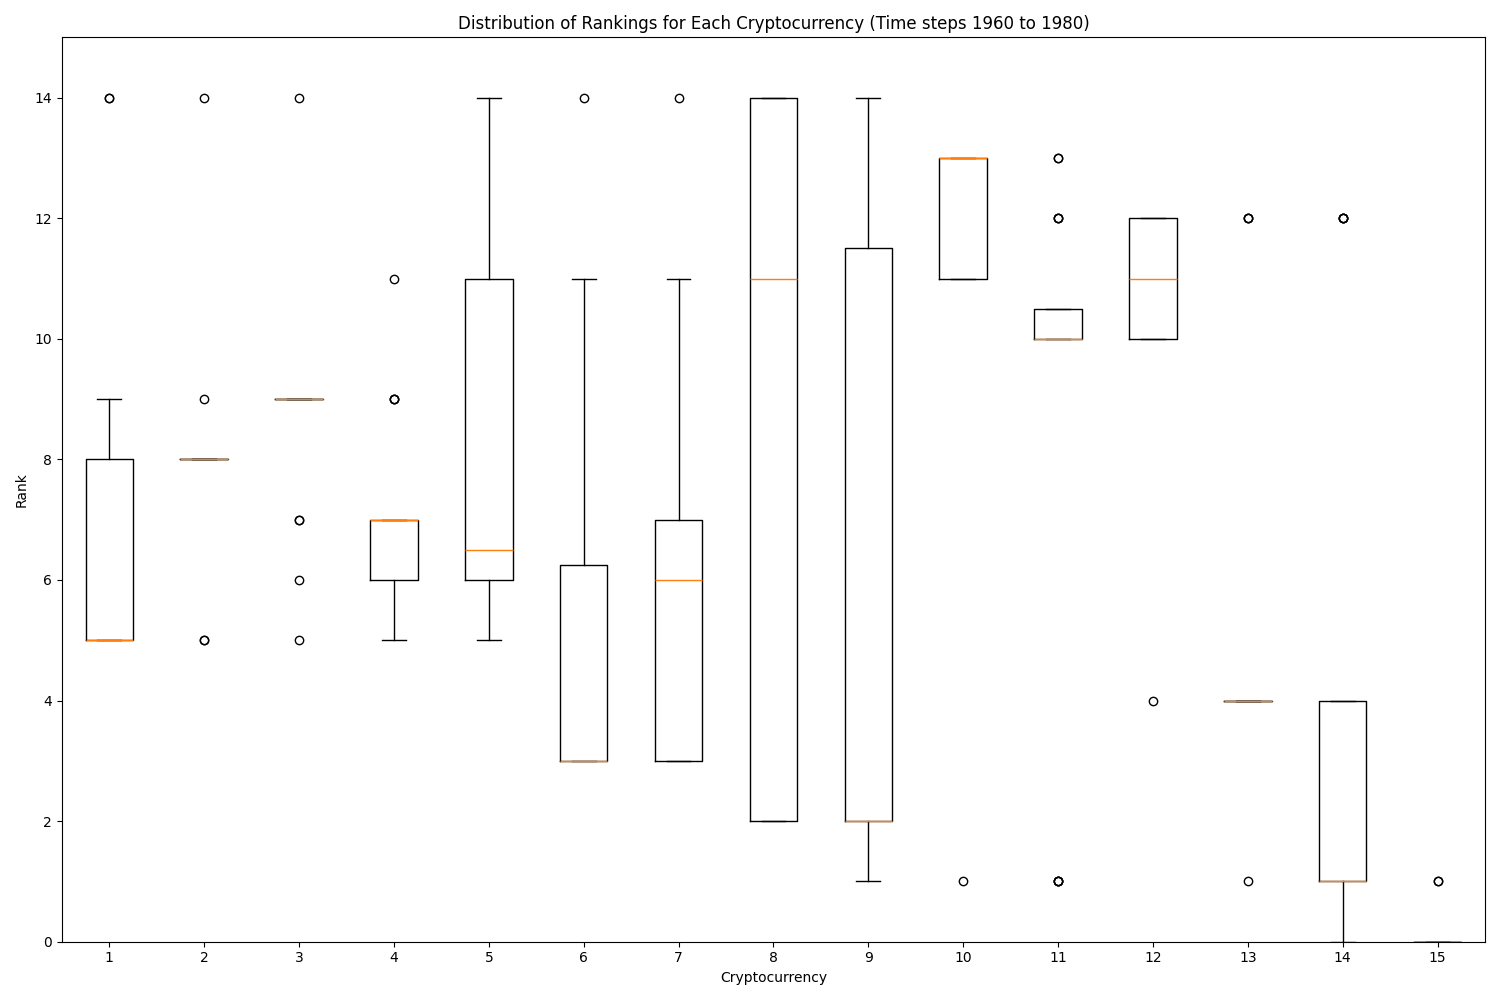 Distribution of Rankings for Each Cryptocurrency (Time steps 1960 to 1980)
Rank
14
12
10
8
6
4
2
0
1 2 3 4 5 6 7 8 9 10 11 12 13 14 15
Cryptocurrency